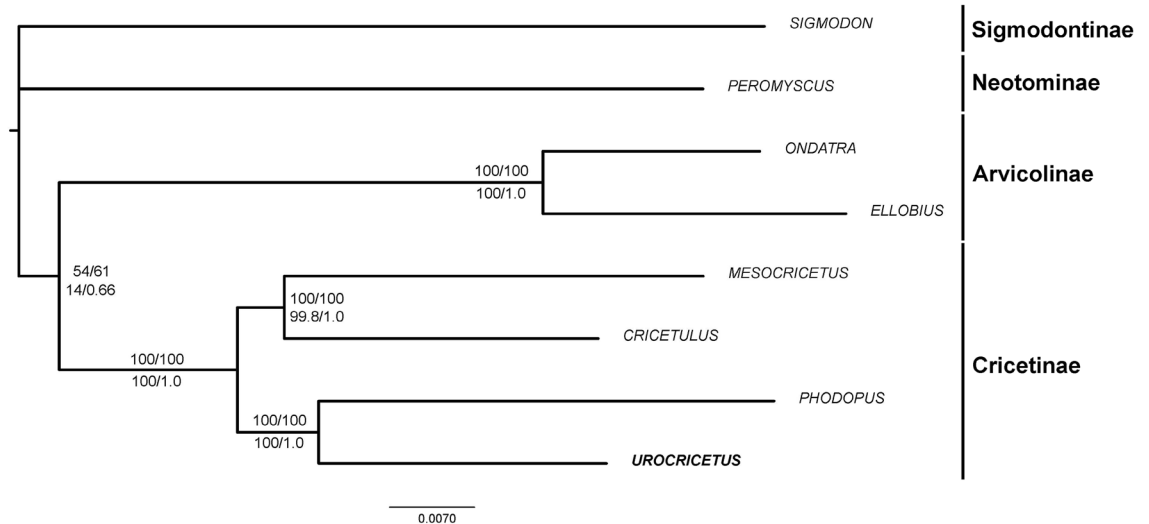 SIGMODON
Sigmodontinae
PEROMYSCUS
Neotominae
ONDATRA
100/100
100/1.0
Arvicolinae
ELLOBIUS
54/61
14/0.66
MESOCRICETUS
100/100
99.8/1.0
CRICETULUS
100/100
100/1.0
Cricetinae
PHODOPUS
100/100
100/1.0
UROCRICETUS
0.0070